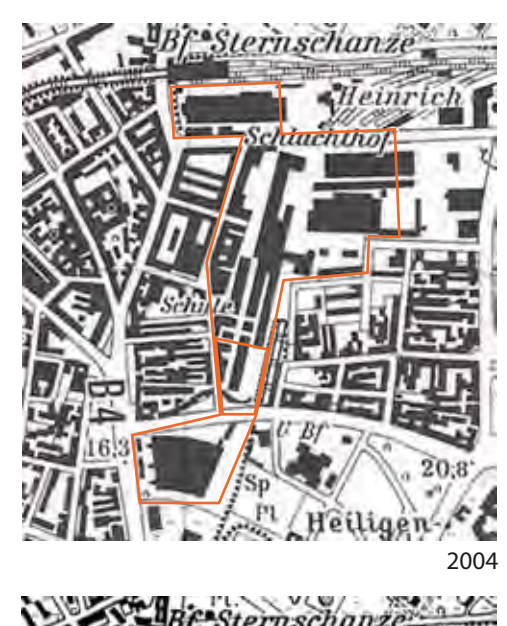 Bf Sternschanze
Heinrich
Schlachthof
Schule
B-4
16,3
U Bf
20,8
Sp
Pl
Heiligen-
2004
Bf Sternschanze